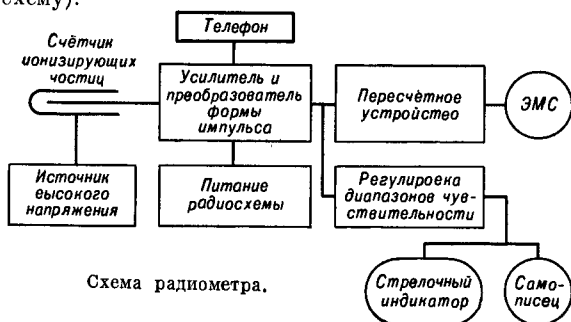 схему).
Телефон
Счётчик
ионизирующих
частиц
Усилитель и
преобразователь
формы
импульса
Пересчётное
устройство
ЭМС
Источник
высокого
напряжения
Питание
радиосхемы
Регулировка
диапазонов чув-
ствительности
Стрелочный
индикатор
Само-
писец
Схема радиометра.